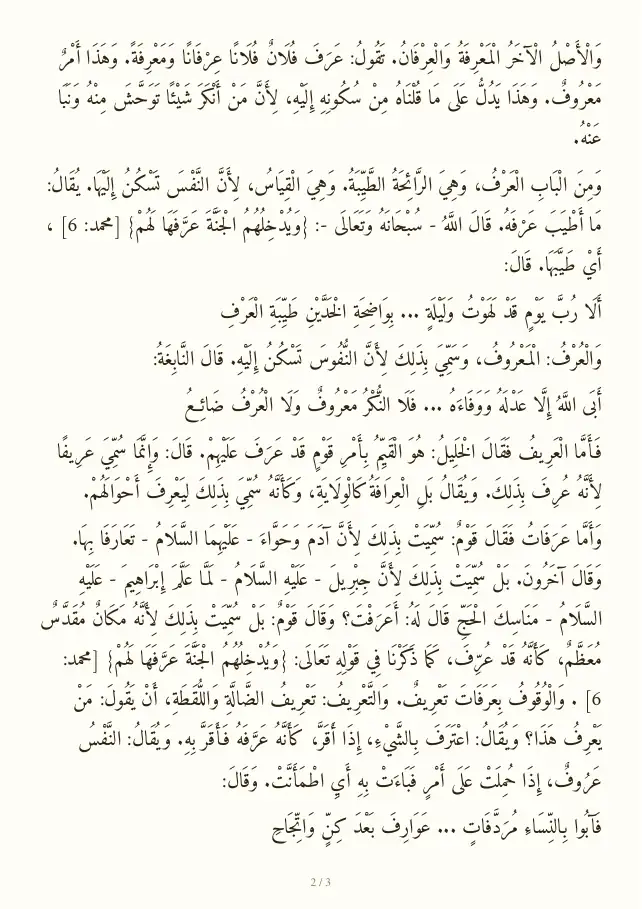 وَالْأَصْلُ الْآخَرُ الْمَعْرِفَةُ وَالْعِرْفَانُ. تَقُولُ: عَرَفَ فُلَانٌ فُلَانًا عِرْفَانًا وَمَعْرِفَةً. وَهَذَا أَمْرٌ
مَعْرُوفٌ. وَهَذَا يَدُلُّ عَلَى مَا قُلْنَاهُ مِنْ سُكُونِهِ إِلَيْهِ، لِأَنَّ مَنْ أَنْكَرَ شَيْئًا تَوَحَّشَ مِنْهُ وَنَبَا
عَنْهُ.
وَمِنَ الْبَابِ الْعَرْفُ، وَهِيَ الرَّائِحَةُ الطَّيِّبَةُ. وَهِيَ الْقِيَاسُ، لِأَنَّ النَّفْسَ تَسْكُنُ إِلَيْهَا. يُقَالُ:
مَا أَطْيَبَ عَرْفَهُ. قَالَ اللَّهُ - سُبْحَانَهُ وَتَعَالَى -: {وَيُدْخِلُهُمُ الْجَنَّةَ عَرَّفَهَا لَهُمْ} [محمد: 6] ،
أَيْ طَيَّبَهَا. قَالَ:
أَلَا رُبَّ يَوْمٍ قَدْ لَهَوْتُ وَلَيْلَةٍ ... بِوَاضِحَةِ الْخَدَّيْنِ طَيِّبَةِ الْعَرْفِ
وَالْعُرْفُ: الْمَعْرُوفُ، وَسُمِّيَ بِذَلِكَ لِأَنَّ النُّفُوسَ تَسْكُنُ إِلَيْهِ. قَالَ النَّابِغَةُ:
أَبَى اللَّهُ إِلَّا عَدْلَهُ وَوَفَاءَهُ ... فَلَا النُّكْرُ مَعْرُوفٌ وَلَا الْعُرْفُ ضَائِعُ
فَأَمَّا الْعَرِيفُ فَقَالَ الْخَلِيلُ: هُوَ الْقَيِّمُ بِأَمْرِ قَوْمٍ قَدْ عَرَفَ عَلَيْهِمْ. قَالَ: وَإِنَّمَا سُمِّيَ عَرِيفًا
لِأَنَّهُ عُرِفَ بِذَلِكَ. وَيُقَالُ بَلِ الْعِرَافَةُ كَالْوِلَايَةِ، وَكَأَنَّهُ سُمِّيَ بِذَلِكَ لِيَعْرِفَ أَحْوَالَهُمْ.
وَأَمَّا عَرَفَاتُ فَقَالَ قَوْمٌ: سُمِّيَتْ بِذَلِكَ لِأَنَّ آدَمَ وَحَوَّاءَ - عَلَيْهِمَا السَّلَامُ - تَعَارَفَا بِهَا.
وَقَالَ آخَرُونَ. بَلْ سُمِّيَتْ بِذَلِكَ لِأَنَّ جِبْرِيلَ - عَلَيْهِ السَّلَامُ - لَمَّا عَلَّمَ إِبْرَاهِيمَ - عَلَيْهِ
السَّلَامُ - مَنَاسِكَ الْحَجِّ قَالَ لَهُ: أَعَرَفْتَ؟ وَقَالَ قَوْمٌ: بَلْ سُمِّيَتْ بِذَلِكَ لِأَنَّهُ مَكَانٌ مُقَدَّسٌ
مُعَظَّمٌ، كَأَنَّهُ قَدْ عُرِّفَ، كَمَا ذَكَرْنَا فِي قَوْلِهِ تَعَالَى: {وَيُدْخِلُهُمُ الْجَنَّةَ عَرَّفَهَا لَهُمْ} [محمد:
6] . وَالْوُقُوفُ بِعَرَفَاتَ تَعْرِيفٌ. وَالتَّعْرِيفُ: تَعْرِيفُ الضَّالَّةِ وَاللُّقَطَةِ، أَنْ يَقُولَ: مَنْ
يَعْرِفُ هَذَا؟ وَيُقَالُ: اعْتَرَفَ بِالشَّيْءِ، إِذَا أَقَرَّ، كَأَنَّهُ عَرَّفَهُ فَأَقَرَّ بِهِ. وَيُقَالُ: النَّفْسُ
عَرُوفٌ، إِذَا حُمِلَتْ عَلَى أَمْرٍ فَبَاءَتْ بِهِ أَيِ اطْمَأَنَّتْ. وَقَالَ:
فَآبُوا بِالنِّسَاءِ مُرَدَّفَاتٍ ... عَوَارِفَ بَعْدَ كِنٍّ وَاتِّجَاحِ
2 / 3